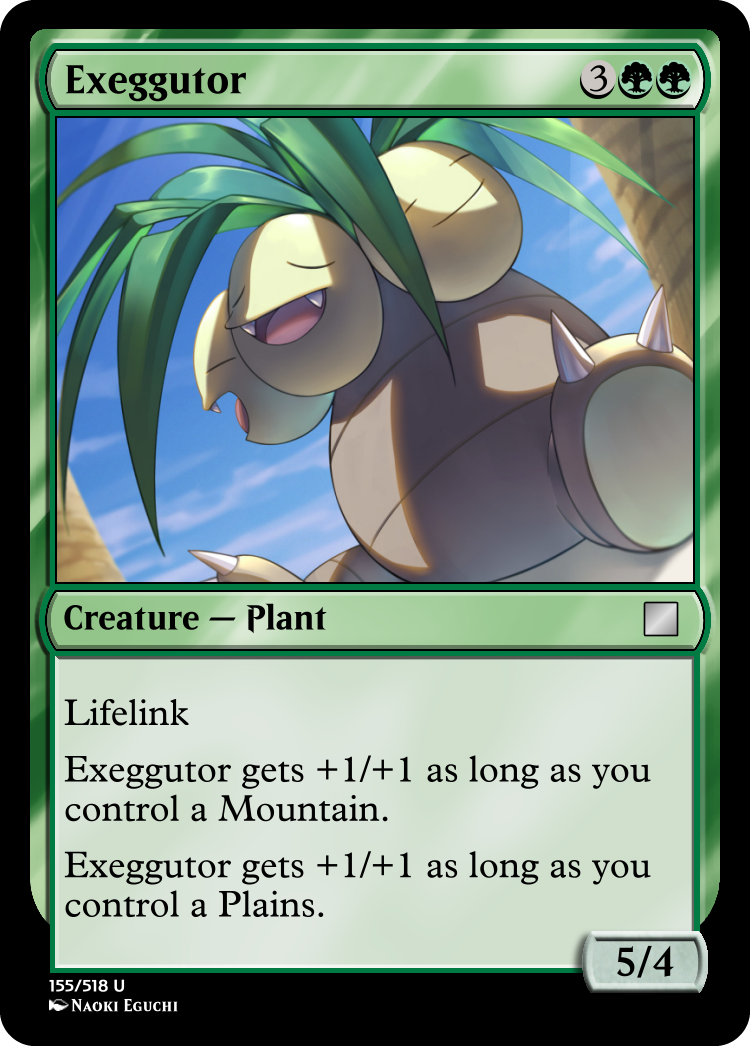 Exeggutor 3
Creature — Plant
Lifelink
Exeggutor gets +1/+1 as long as you
control a Mountain.
Exeggutor gets +1/+1 as long as you
control a Plains.
5/4
155/518 U
Naoki Eguchi